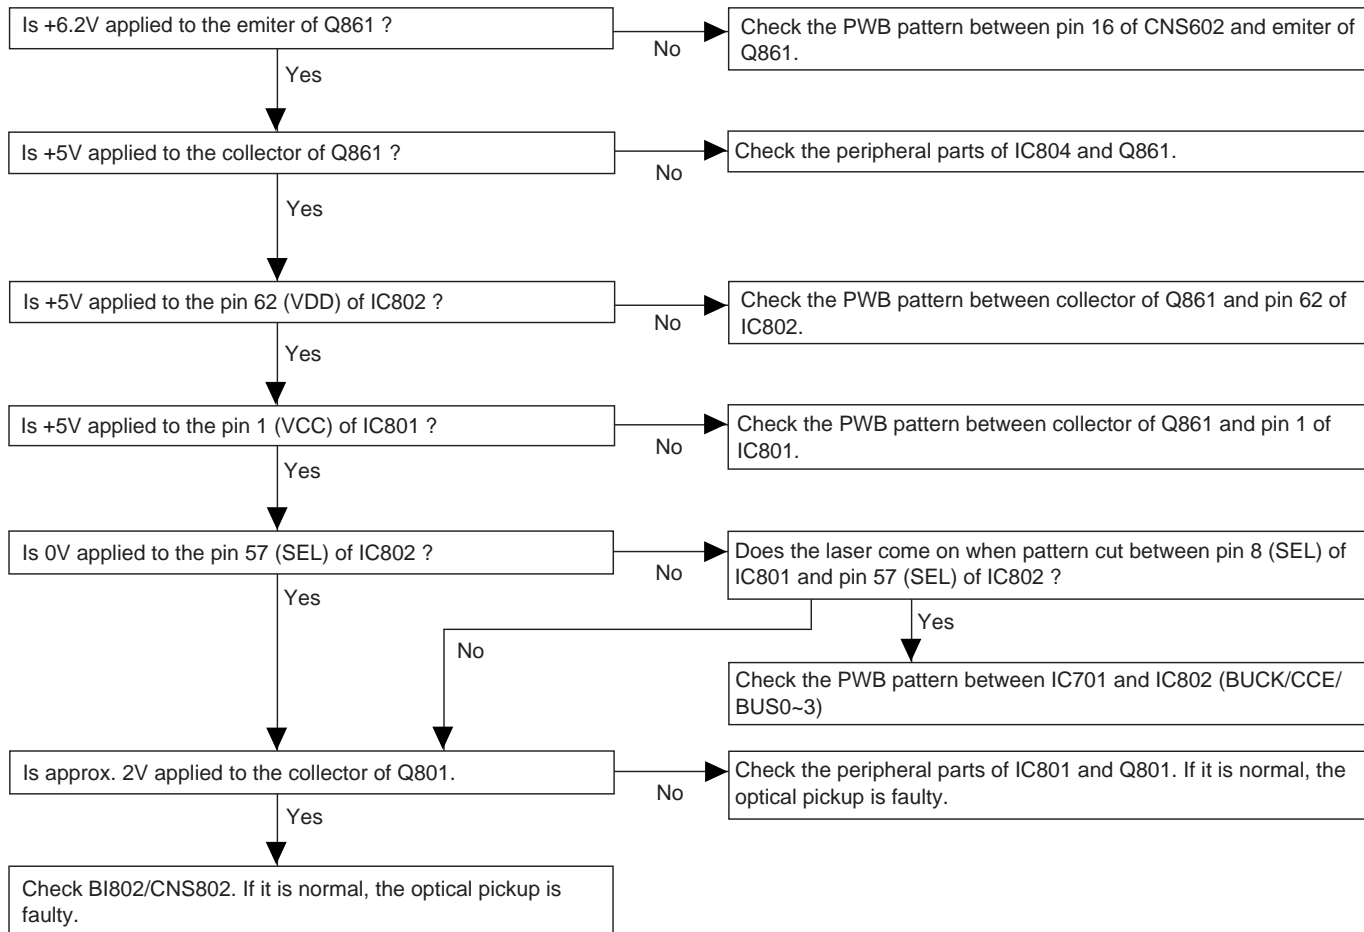 Is +6.2V applied to the emiter of Q861 ?
No
Check the PWB pattern between pin 16 of CNS602 and emiter of
Q861.
Yes
Is +5V applied to the collector of Q861 ?
No
Check the peripheral parts of IC804 and Q861.
Yes
Is +5V applied to the pin 62 (VDD) of IC802 ?
No
Check the PWB pattern between collector of Q861 and pin 62 of
IC802.
Yes
Is +5V applied to the pin 1 (VCC) of IC801 ?
No
Check the PWB pattern between collector of Q861 and pin 1 of
IC801.
Yes
Is 0V applied to the pin 57 (SEL) of IC802 ?
No
Does the laser come on when pattern cut between pin 8 (SEL) of
IC801 and pin 57 (SEL) of IC802 ?
Yes
Yes
No
Check the PWB pattern between IC701 and IC802 (BUCK/CCE/
BUS0~3)
Is approx. 2V applied to the collector of Q801.
No
Check the peripheral parts of IC801 and Q801. If it is normal, the
optical pickup is faulty.
Yes
Check BI802/CNS802. If it is normal, the optical pickup is
faulty.